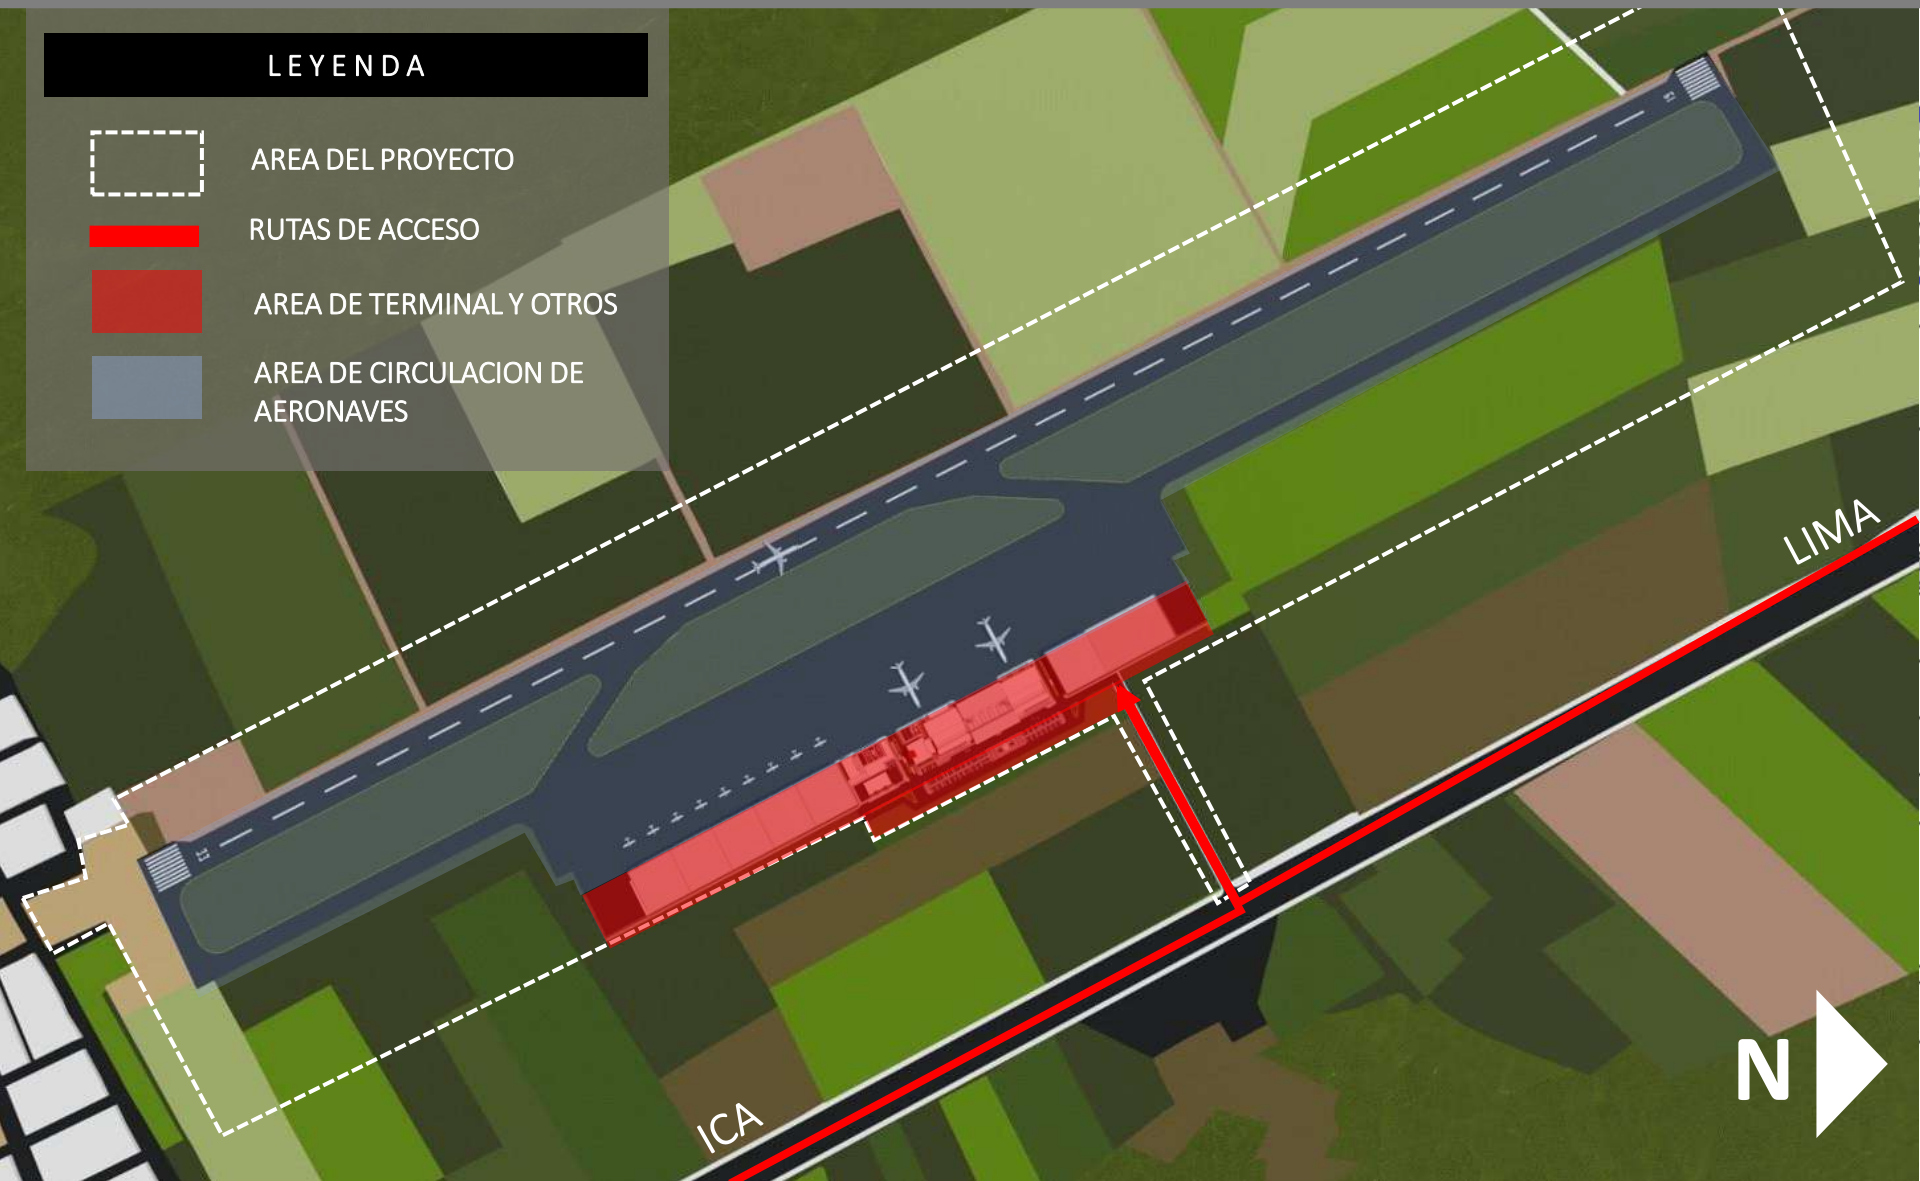 LEYENDA
AREA DEL PROYECTO
RUTAS DE ACCESO
AREA DE TERMINAL Y OTROS
AREA DE CIRCULACION DE
AERONAVES
LIMA
ICA
N